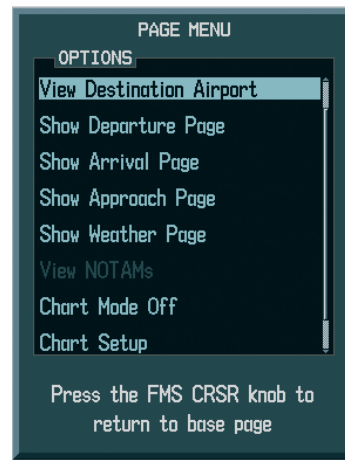 PAGE MENU
OPTIONS
View Destination Airport
Show Departure Page
Show Arrival Page
Show Approach Page
Show Weather Page
View NOTAMs
Chart Mode Off
Chart Setup
Press the FMS CRSR knob to
return to base page